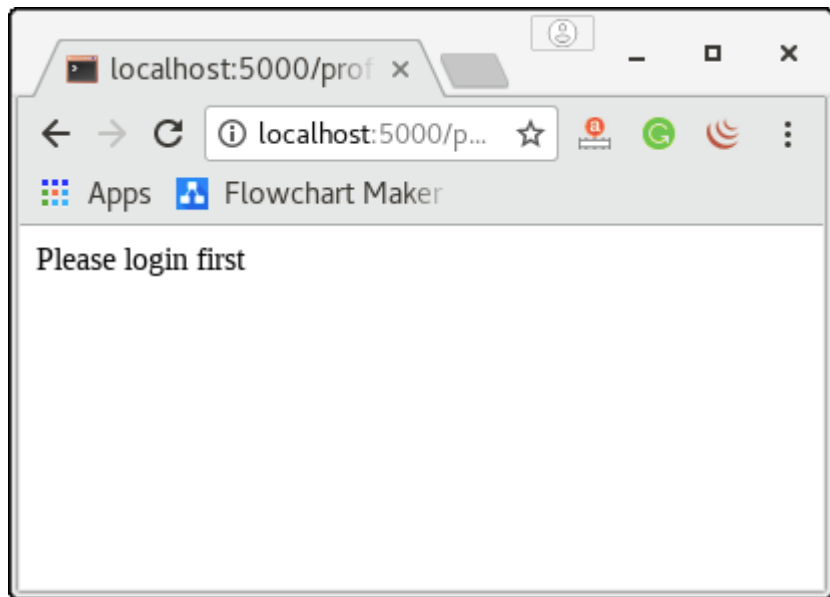 localhost:5000/prof
localhost:5000/p...
Apps Flowchart Maker
Please login first